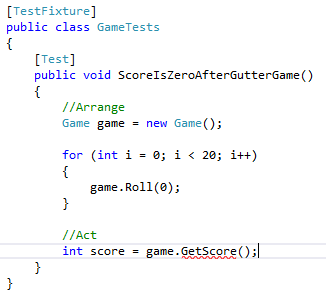 [TestFixture]
public class GameTests
{
    [Test]
    public void ScoreIsZeroAfterGutterGame()
    {
        //Arrange
        Game game = new Game();

        for (int i = 0; i < 20; i++)
        {
            game.Roll(0);
        }

        //Act
        int score = game.GetScore();
    }
}